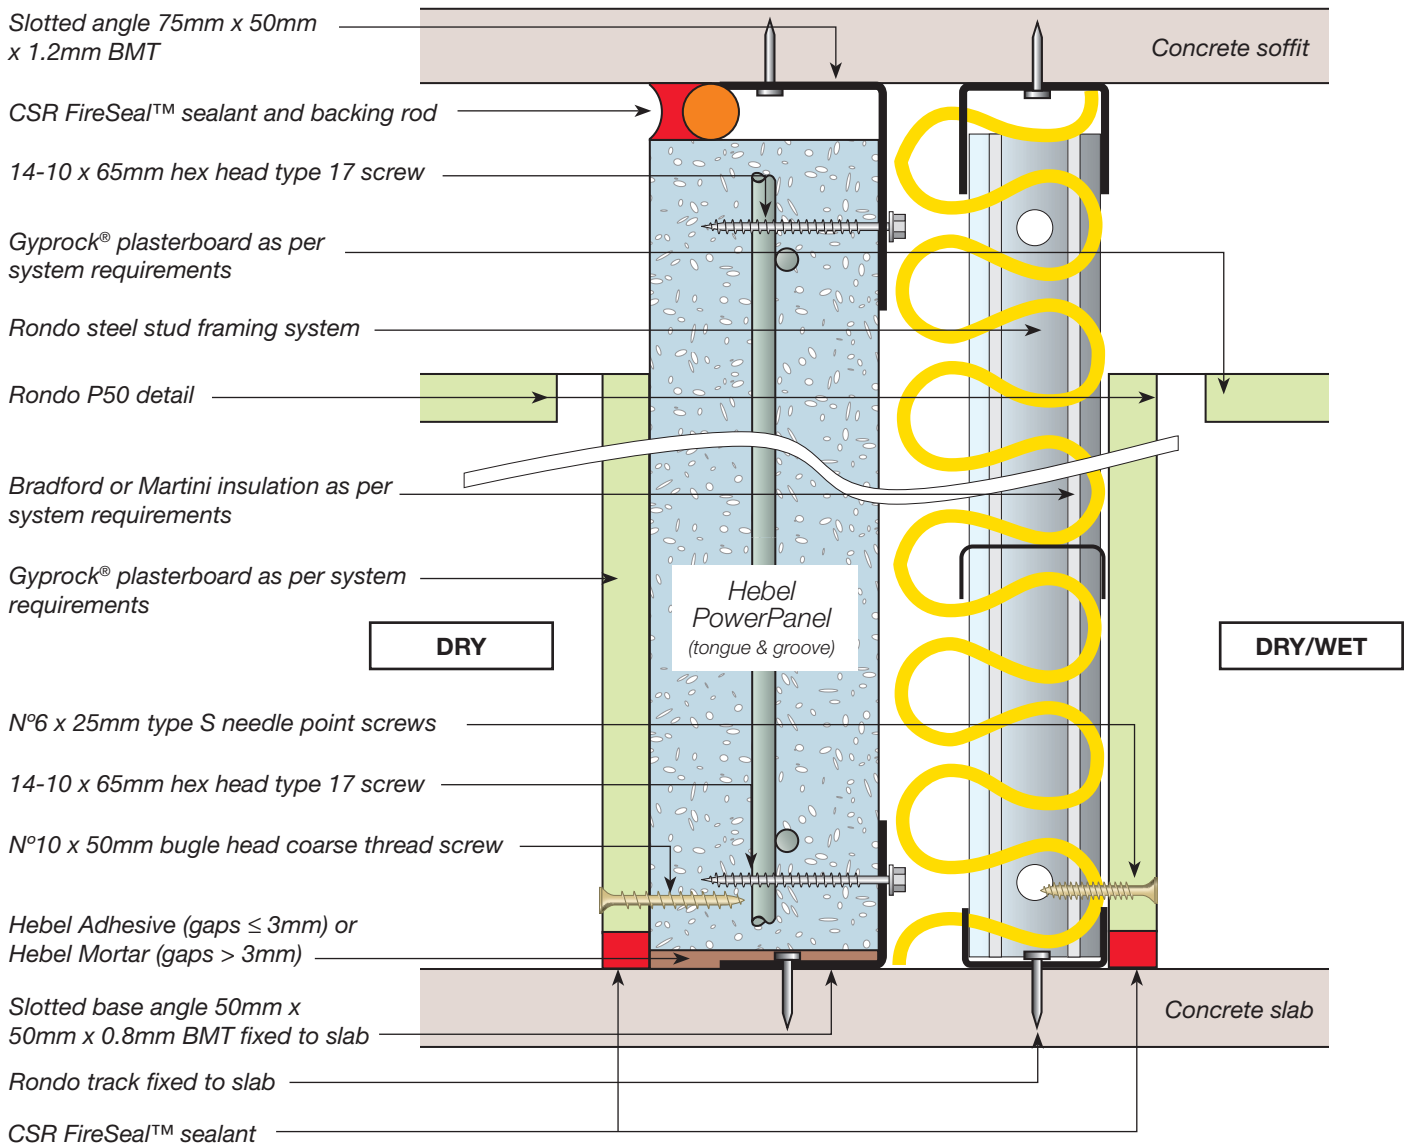 Slotted angle 75mm x 50mm
x 1.2mm BMT
Concrete soffit
CSR FireSeal™ sealant and backing rod
14-10 x 65mm hex head type 17 screw
Gyprock® plasterboard as per
system requirements
Rondo steel stud framing system
Rondo P50 detail
Bradford or Martini insulation as per
system requirements
Gyprock® plasterboard as per system
requirements
Hebel
PowerPanel
(tongue & groove)
DRY
DRY/WET
Nº6 x 25mm type S needle point screws
14-10 x 65mm hex head type 17 screw
Nº10 x 50mm bugle head coarse thread screw
Hebel Adhesive (gaps ≤ 3mm) or
Hebel Mortar (gaps > 3mm)
Slotted base angle 50mm x
50mm x 0.8mm BMT fixed to slab
Concrete slab
Rondo track fixed to slab
CSR FireSeal™ sealant